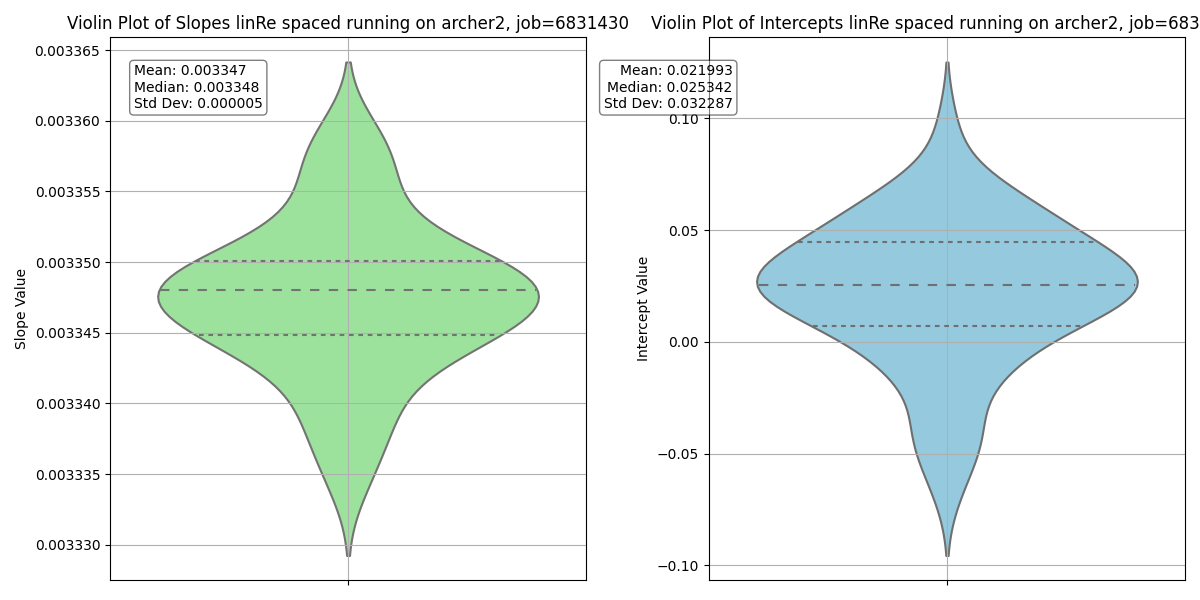 Violin Plot of Slopes linRe spaced running on archer2, job=6831430
Violin Plot of Intercepts linRe spaced running on archer2, job=683
0.003365
0.003360
0.003355
0.003350
0.003345
0.003340
0.003335
0.003330
Slope Value
Mean: 0.003347
Median: 0.003348
Std Dev: 0.000005
Mean: 0.021993
Median: 0.025342
Std Dev: 0.032287
0.10
0.05
0.00
−0.05
−0.10
Intercept Value